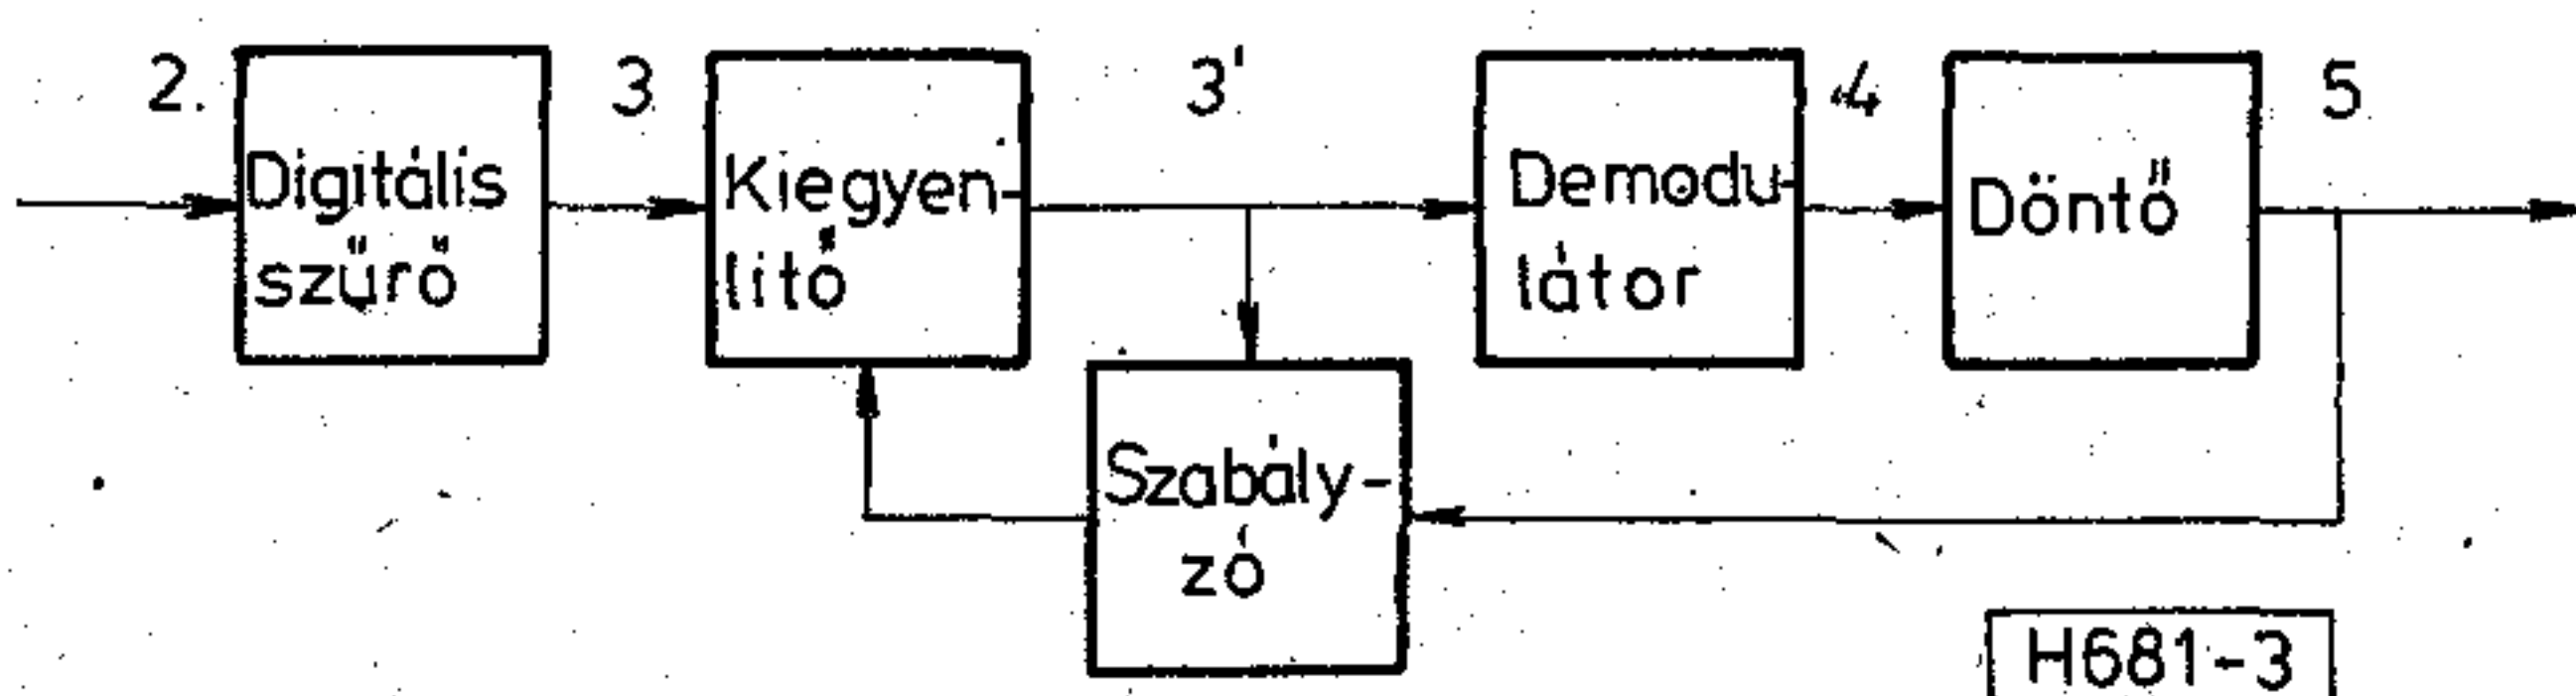 2.
Digitális
szűrő
3
Kiegyen-
lítő
3'
Demodu-
látor
4
Döntő
5
Szabály-
zó
H681-3